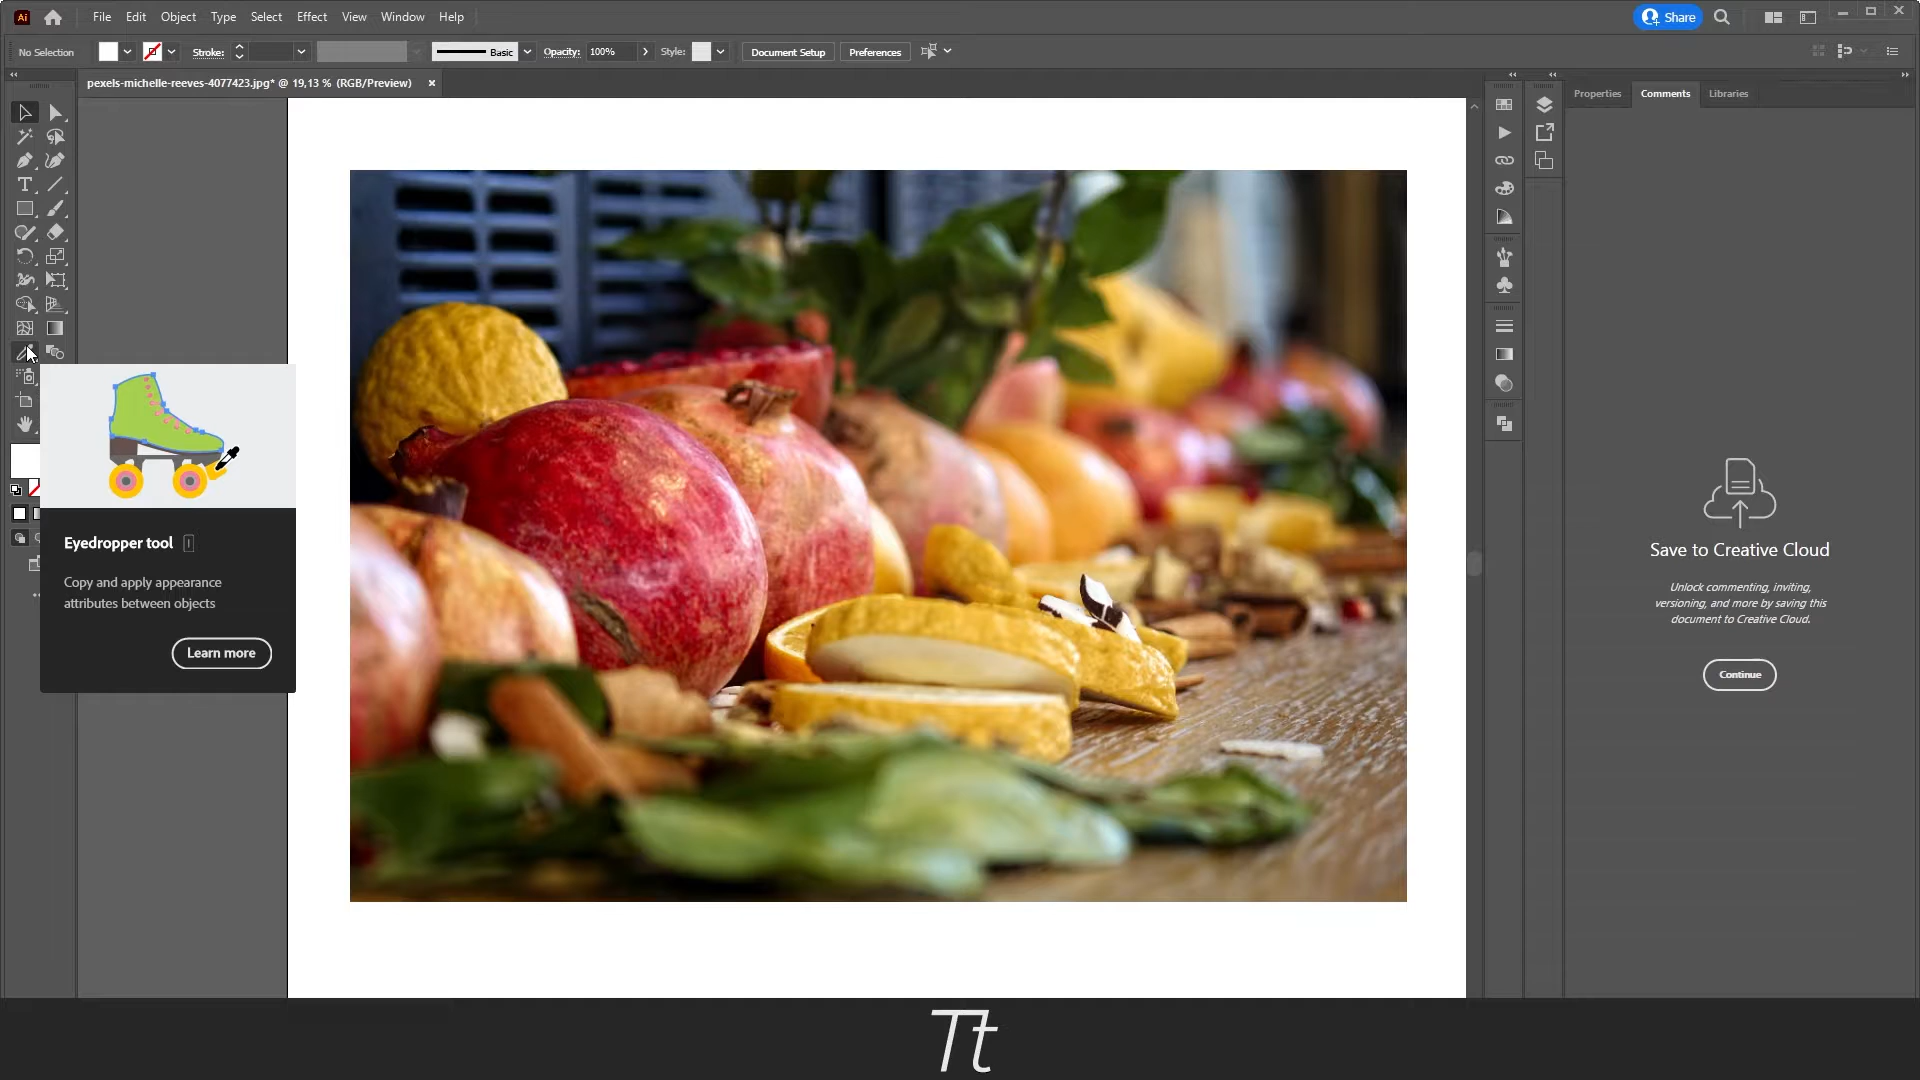 Ai File Edit Object Type Select Effect View Window Help Share
No Selection Stroke: Basic Opacity: 100% Style: Document Setup Preferences
pexels-michelle-reeves-4077423.jpg* @ 19,13 % (RGB/Preview)
Properties Comments Libraries
Eyedropper tool I
Copy and apply appearance
attributes between objects
Learn more
Save to Creative Cloud
Unlock commenting, inviting,
versioning, and more by saving this
document to Creative Cloud.
Continue
Tt